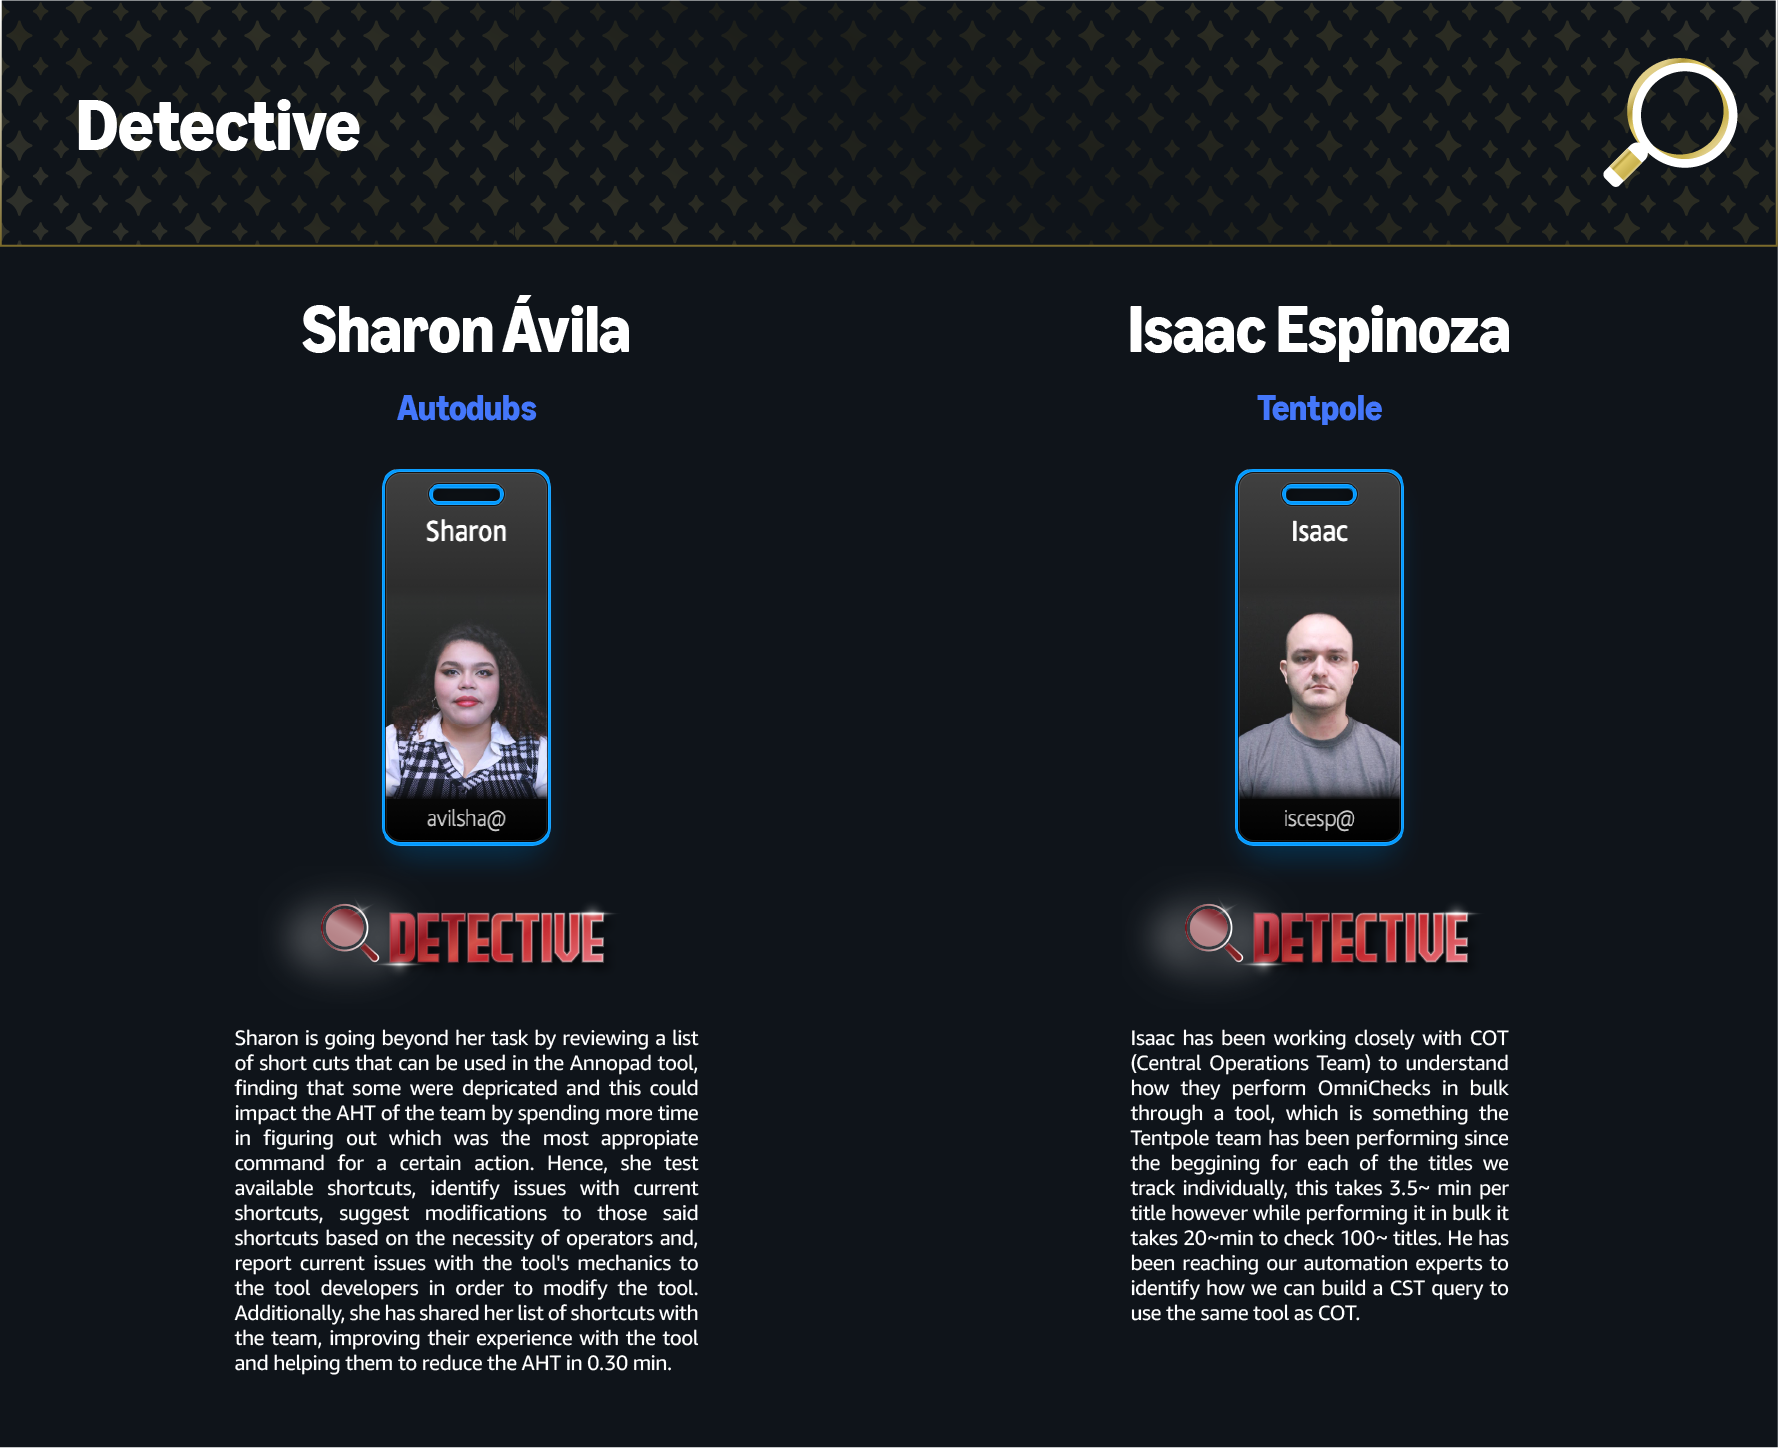 Detective
Sharon Ávila
Autodubs
Sharon
avilsha@
DETECTIVE
Sharon is going beyond her task by reviewing a list
of short cuts that can be used in the Annopad tool,
finding that some were depricated and this could
impact the AHT of the team by spending more time
in figuring out which was the most appropiate
command for a certain action. Hence, she test
available shortcuts, identify issues with current
shortcuts, suggest modifications to those said
shortcuts based on the necessity of operators and,
report current issues with the tool's mechanics to
the tool developers in order to modify the tool.
Additionally, she has shared her list of shortcuts with
the team, improving their experience with the tool
and helping them to reduce the AHT in 0.30 min.
Isaac Espinoza
Tentpole
Isaac
iscesp@
DETECTIVE
Isaac has been working closely with COT
(Central Operations Team) to understand
how they perform OmniChecks in bulk
through a tool, which is something the
Tentpole team has been performing since
the beggining for each of the titles we
track individually, this takes 3.5~ min per
title however while performing it in bulk it
takes 20~min to check 100~ titles. He has
been reaching our automation experts to
identify how we can build a CST query to
use the same tool as COT.